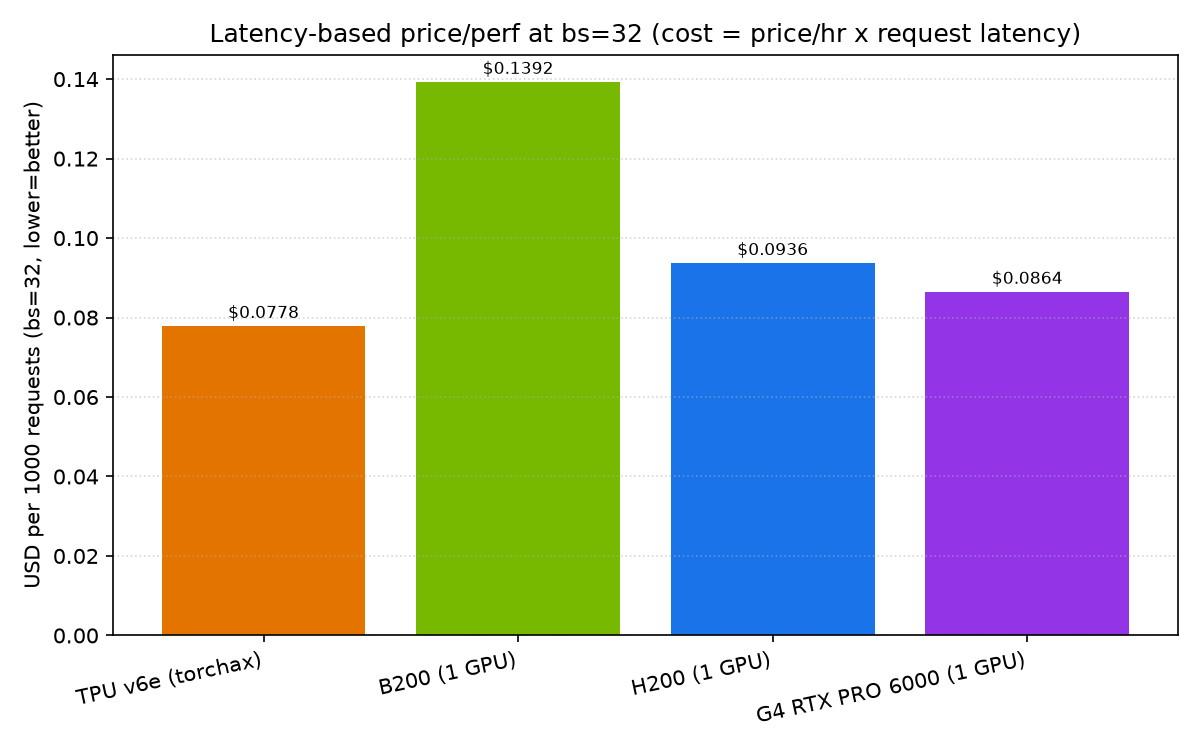 Latency-based price/perf at bs=32 (cost = price/hr x request latency)
USD per 1000 requests (bs=32, lower=better)
0.14
0.12
0.10
0.08
0.06
0.04
0.02
0.00
$0.0778
$0.1392
$0.0936
$0.0864
TPU v6e (torchax)
B200 (1 GPU)
H200 (1 GPU)
G4 RTX PRO 6000 (1 GPU)